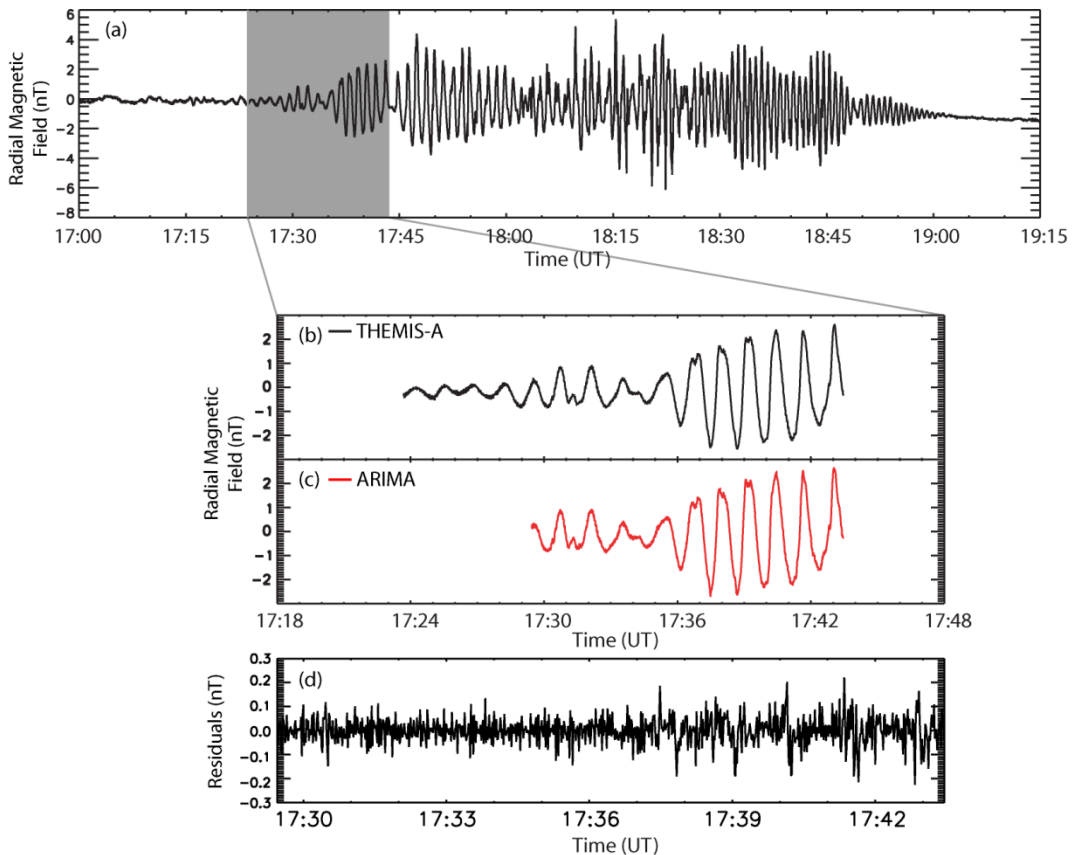 (a)
Radial Magnetic
Field (nT)
6
4
2
0
−2
−4
−6
−8
17:00 17:15 17:30 17:45 18:00 18:15 18:30 18:45 19:00 19:15
Time (UT)
(b) THEMIS-A
2
1
0
−1
−2
Radial Magnetic
Field (nT)
(c) ARIMA
2
1
0
−1
−2
17:18 17:24 17:30 17:36 17:42 17:48
Time (UT)
(d)
Residuals (nT)
0.3
0.2
0.1
0.0
−0.1
−0.2
−0.3
17:30 17:33 17:36 17:39 17:42
Time (UT)